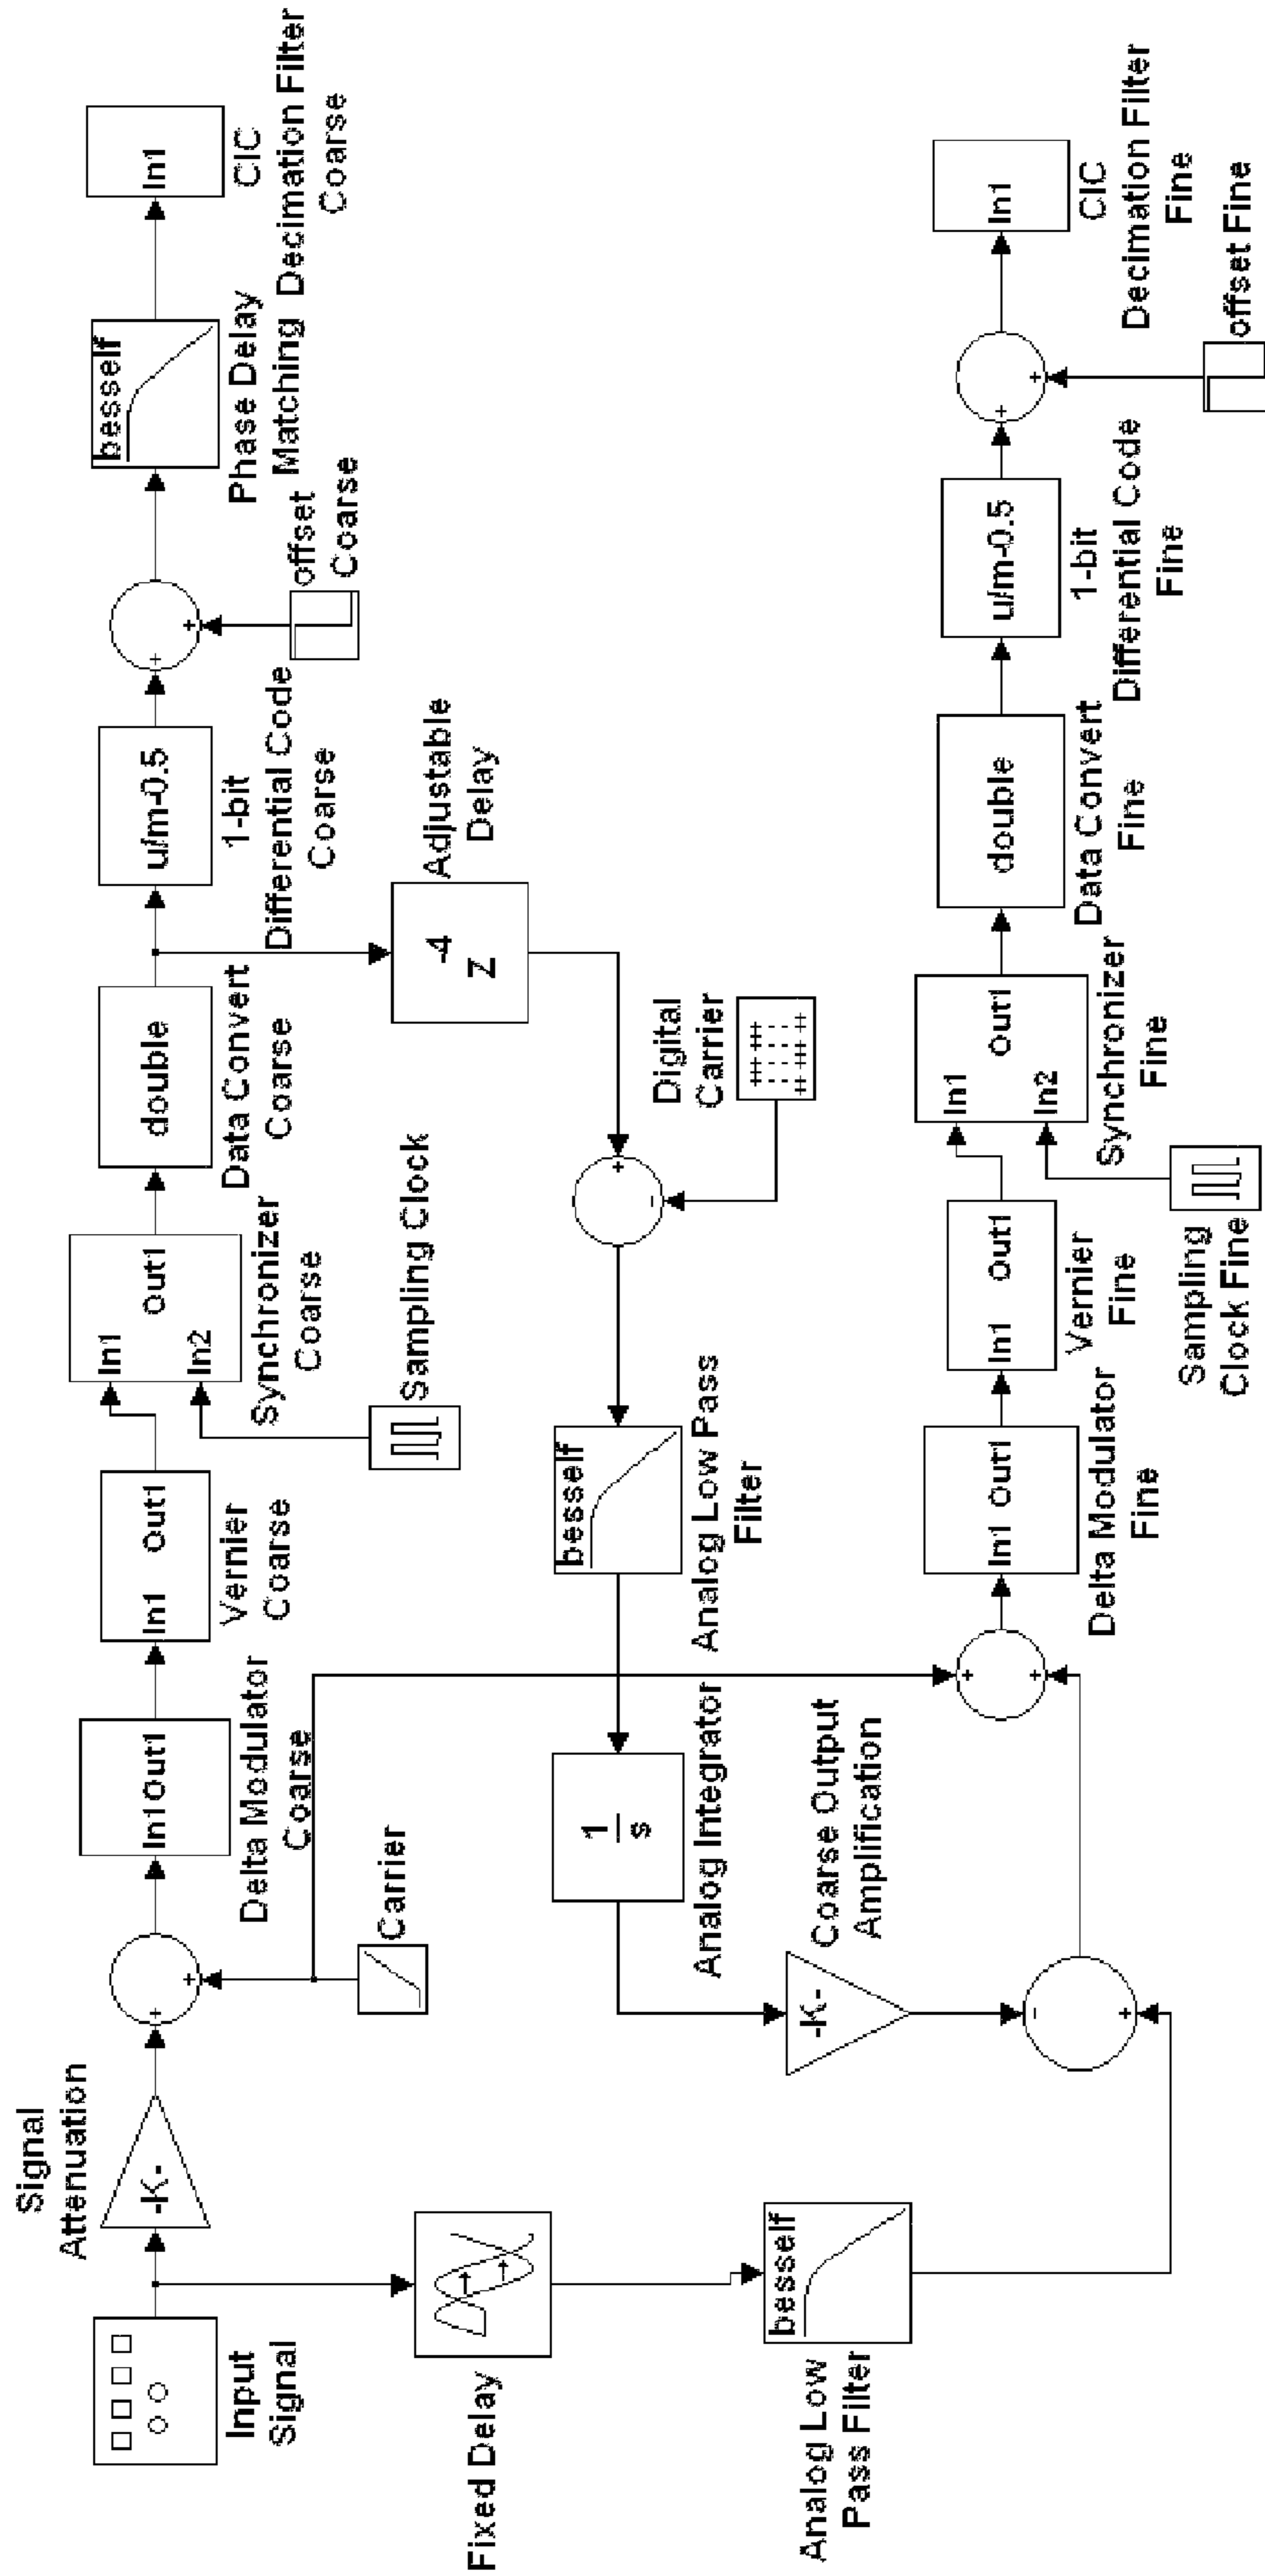 Signal
Attenuation
-K-
Input
Signal
In1Out1
Delta Modulator
Coarse
Carrier
In1 Out1
Vernier
Coarse
In1
In2
Out1
Synchronizer
Coarse
Sampling Clock
double
Data Convert
Coarse
u/m-0.5
1-bit
Differential Code
Coarse
offset
Coarse
besself
Phase Delay
Matching
In1
CIC
Decimation Filter
Coarse
Adjustable
Delay
-4
Z
Digital
Carrier
besself
Analog Low Pass
Filter
1
s
Analog Integrator
Coarse Output
Amplification
-K-
Fixed Delay
besself
Analog Low
Pass Filter
In1 Out1
Delta Modulator
Fine
In1 Out1
Vernier
Fine
Sampling
Clock Fine
In1
In2
Out1
Synchronizer
Fine
double
Data Convert
Fine
u/m-0.5
1-bit
Differential Code
Fine
offset Fine
In1
CIC
Decimation Filter
Fine